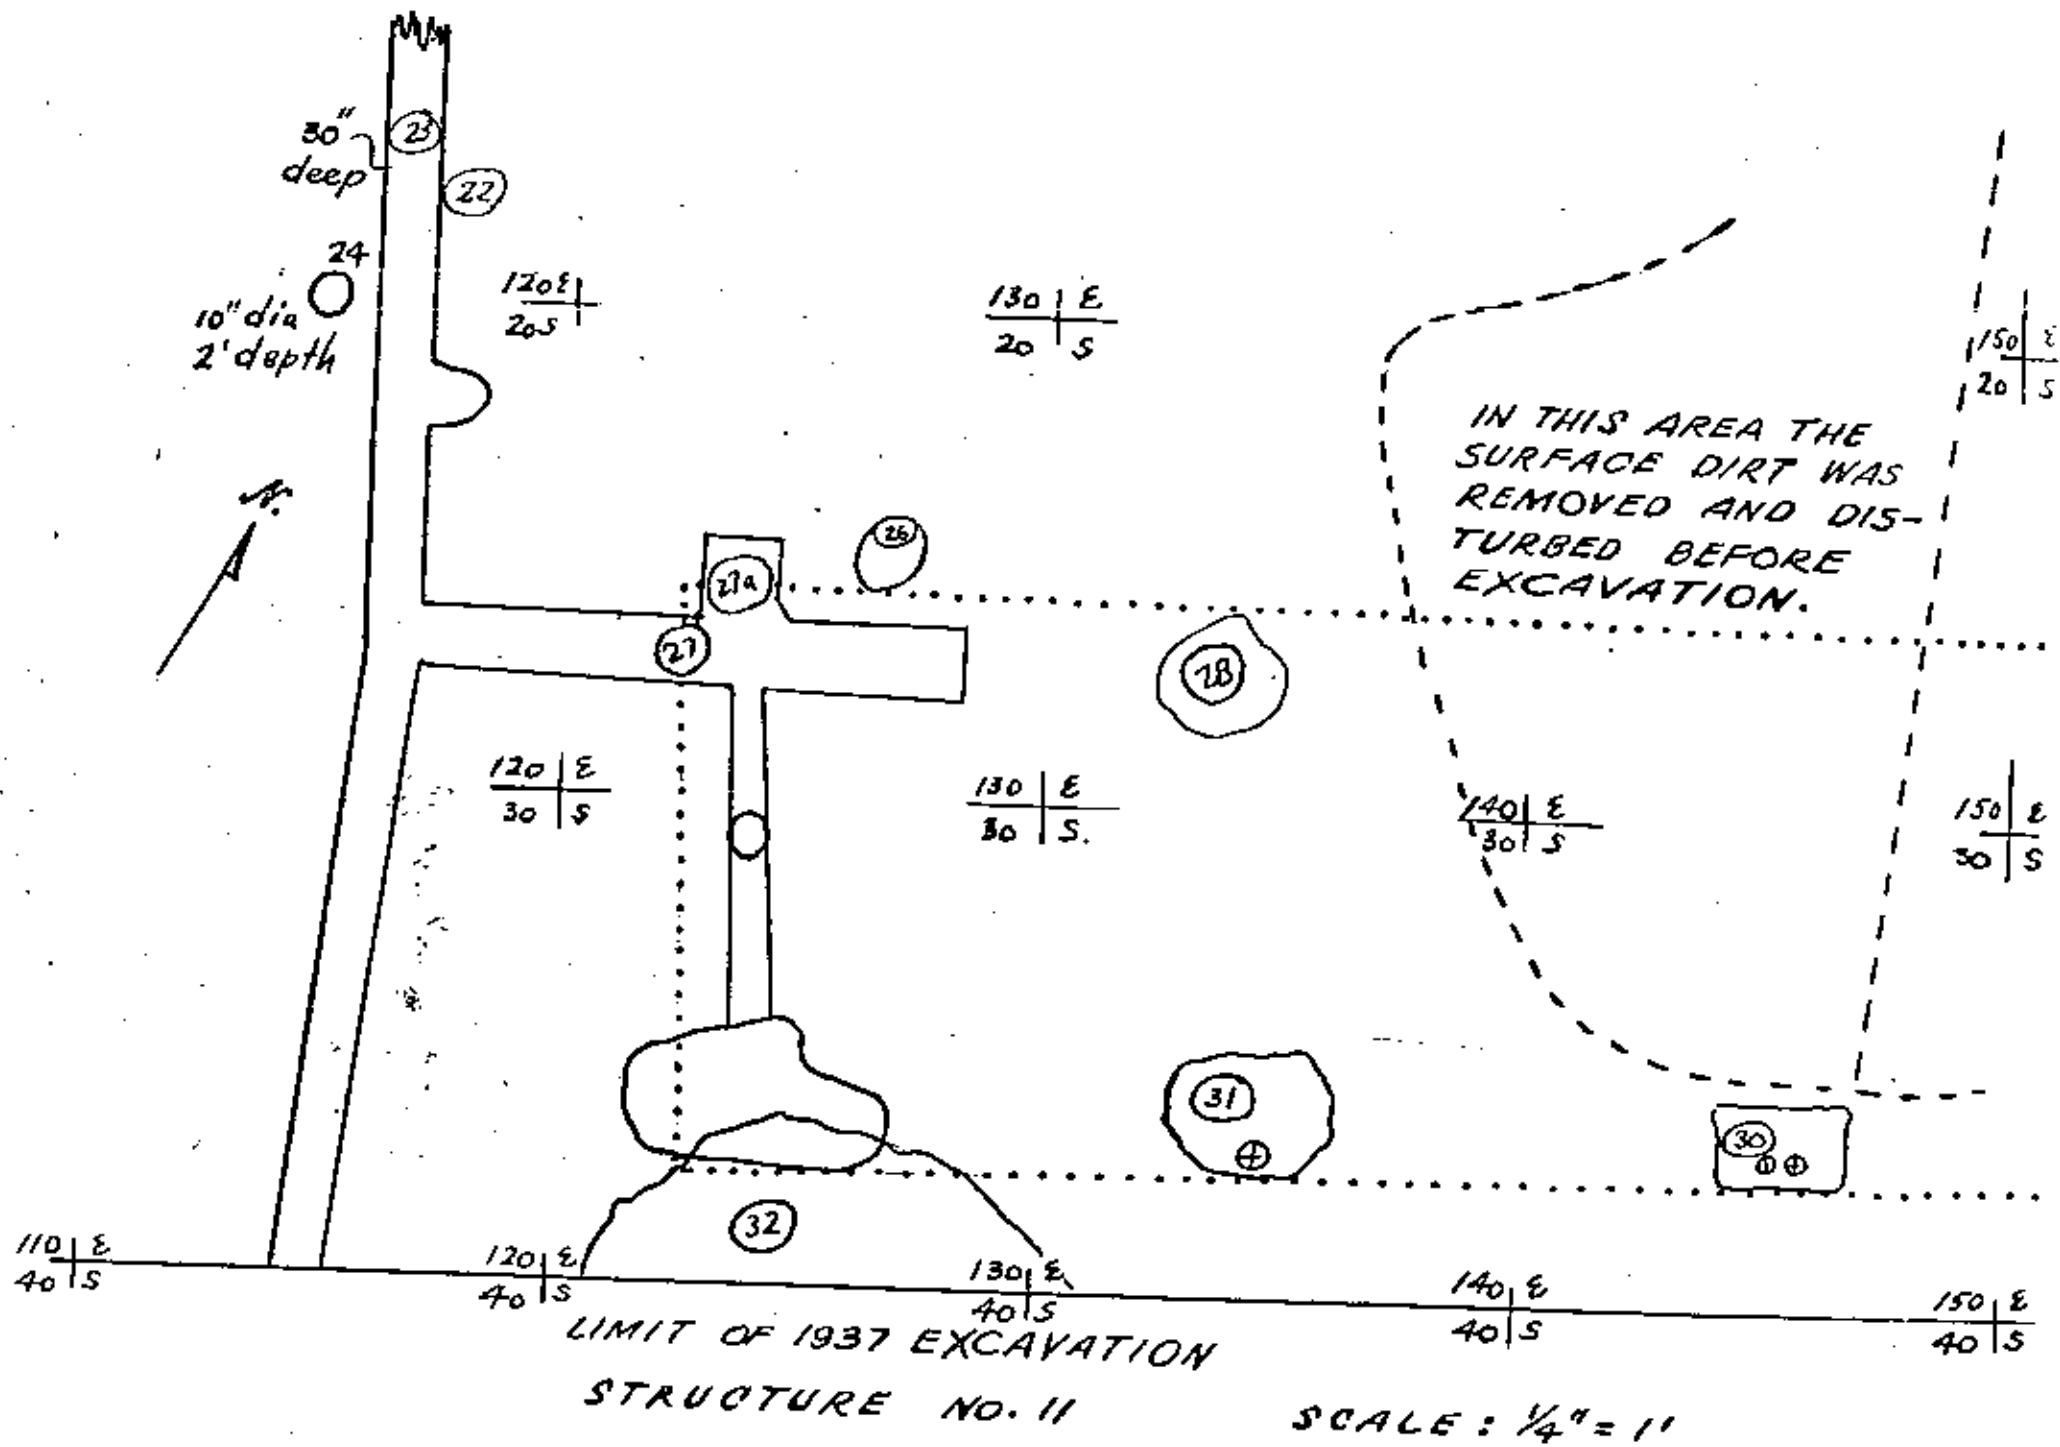 30"
deep
23
22
24
10" dia
2' depth
120 E
20 S
130 E
20 S
150 E
20 S
IN THIS AREA THE
SURFACE DIRT WAS
REMOVED AND DIS-
TURBED BEFORE
EXCAVATION.
N.
26
27a
27
28
120 E
30 S
130 E
30 S.
140 E
30 S
150 E
30 S
31
30
32
110 E
40 S
120 E
40 S
130 E
40 S
140 E
40 S
150 E
40 S
LIMIT OF 1937 EXCAVATION
STRUCTURE NO. 11
SCALE: ¼" = 1'